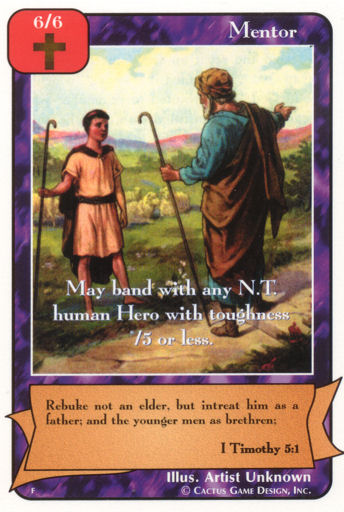 6/6
Mentor
May band with any N.T.
human Hero with toughness
*/5 or less.
Rebuke not an elder, but intreat him as a
father; and the younger men as brethren;
I Timothy 5:1
Illus. Artist Unknown
F
© Cactus Game Design, Inc.